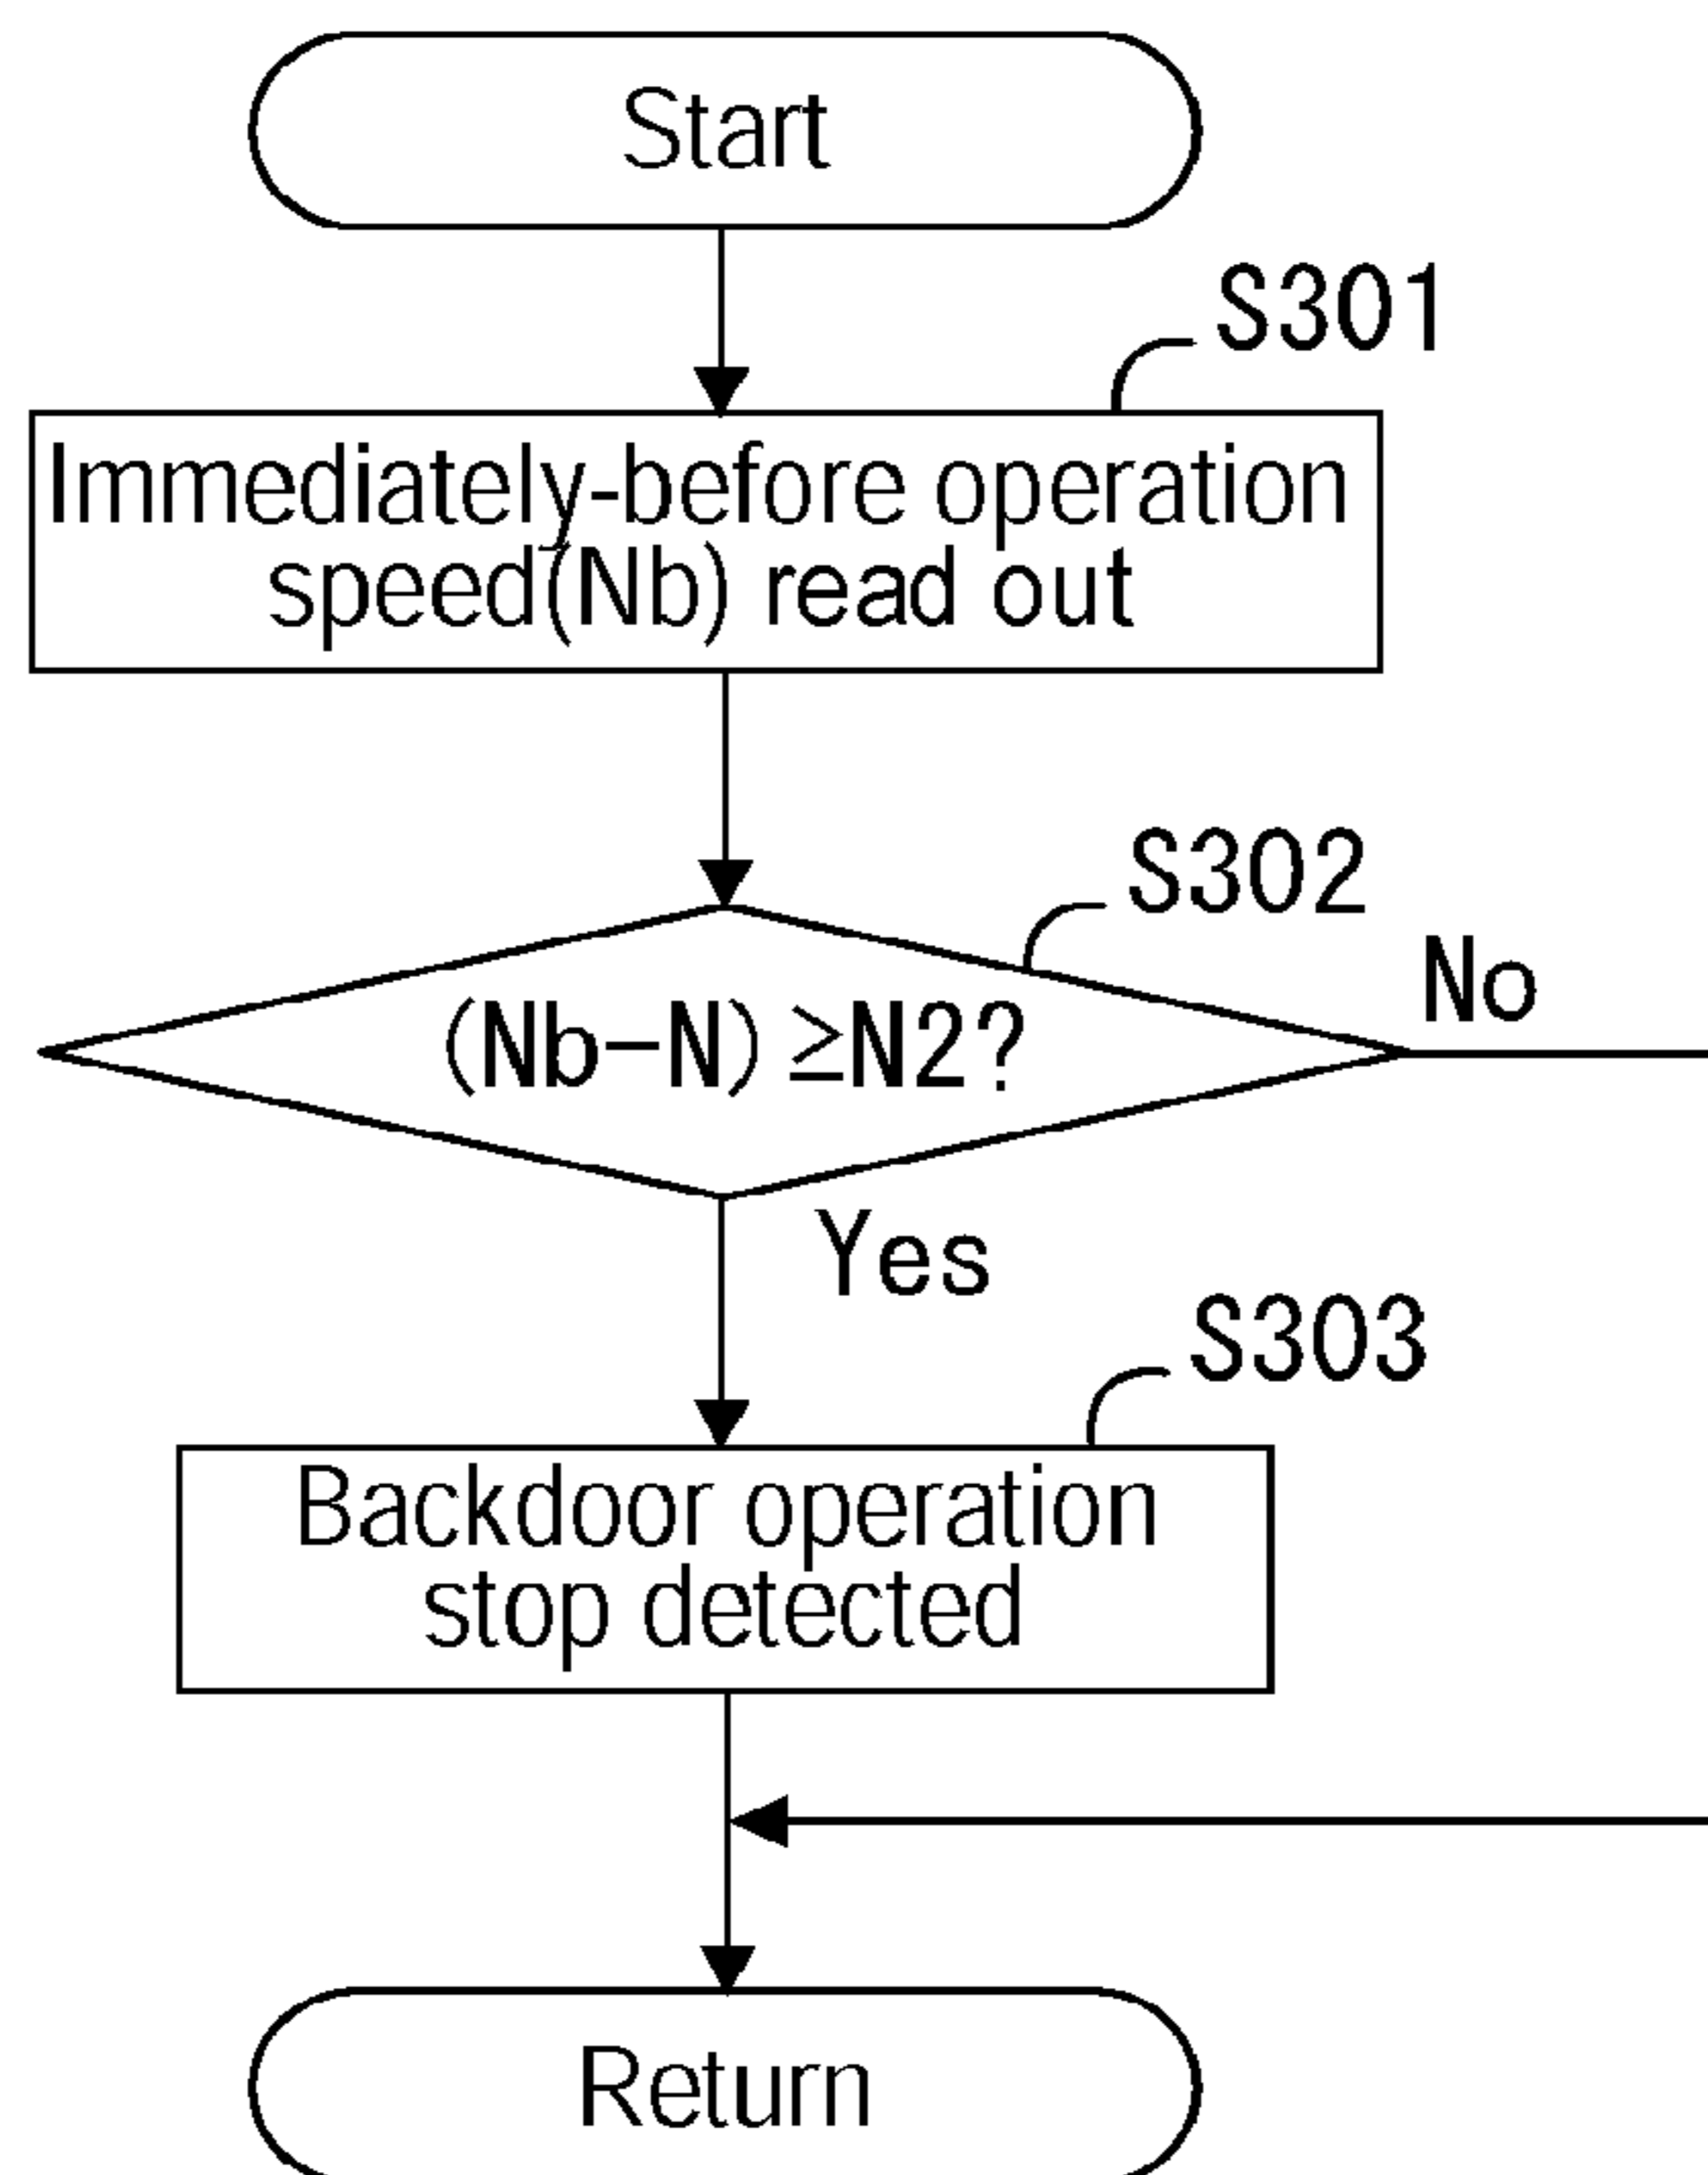 Start
S301
Immediately-before operation
speed(Nb) read out
S302
No
(Nb-N)≥N2?
Yes
S303
Backdoor operation
stop detected
Return